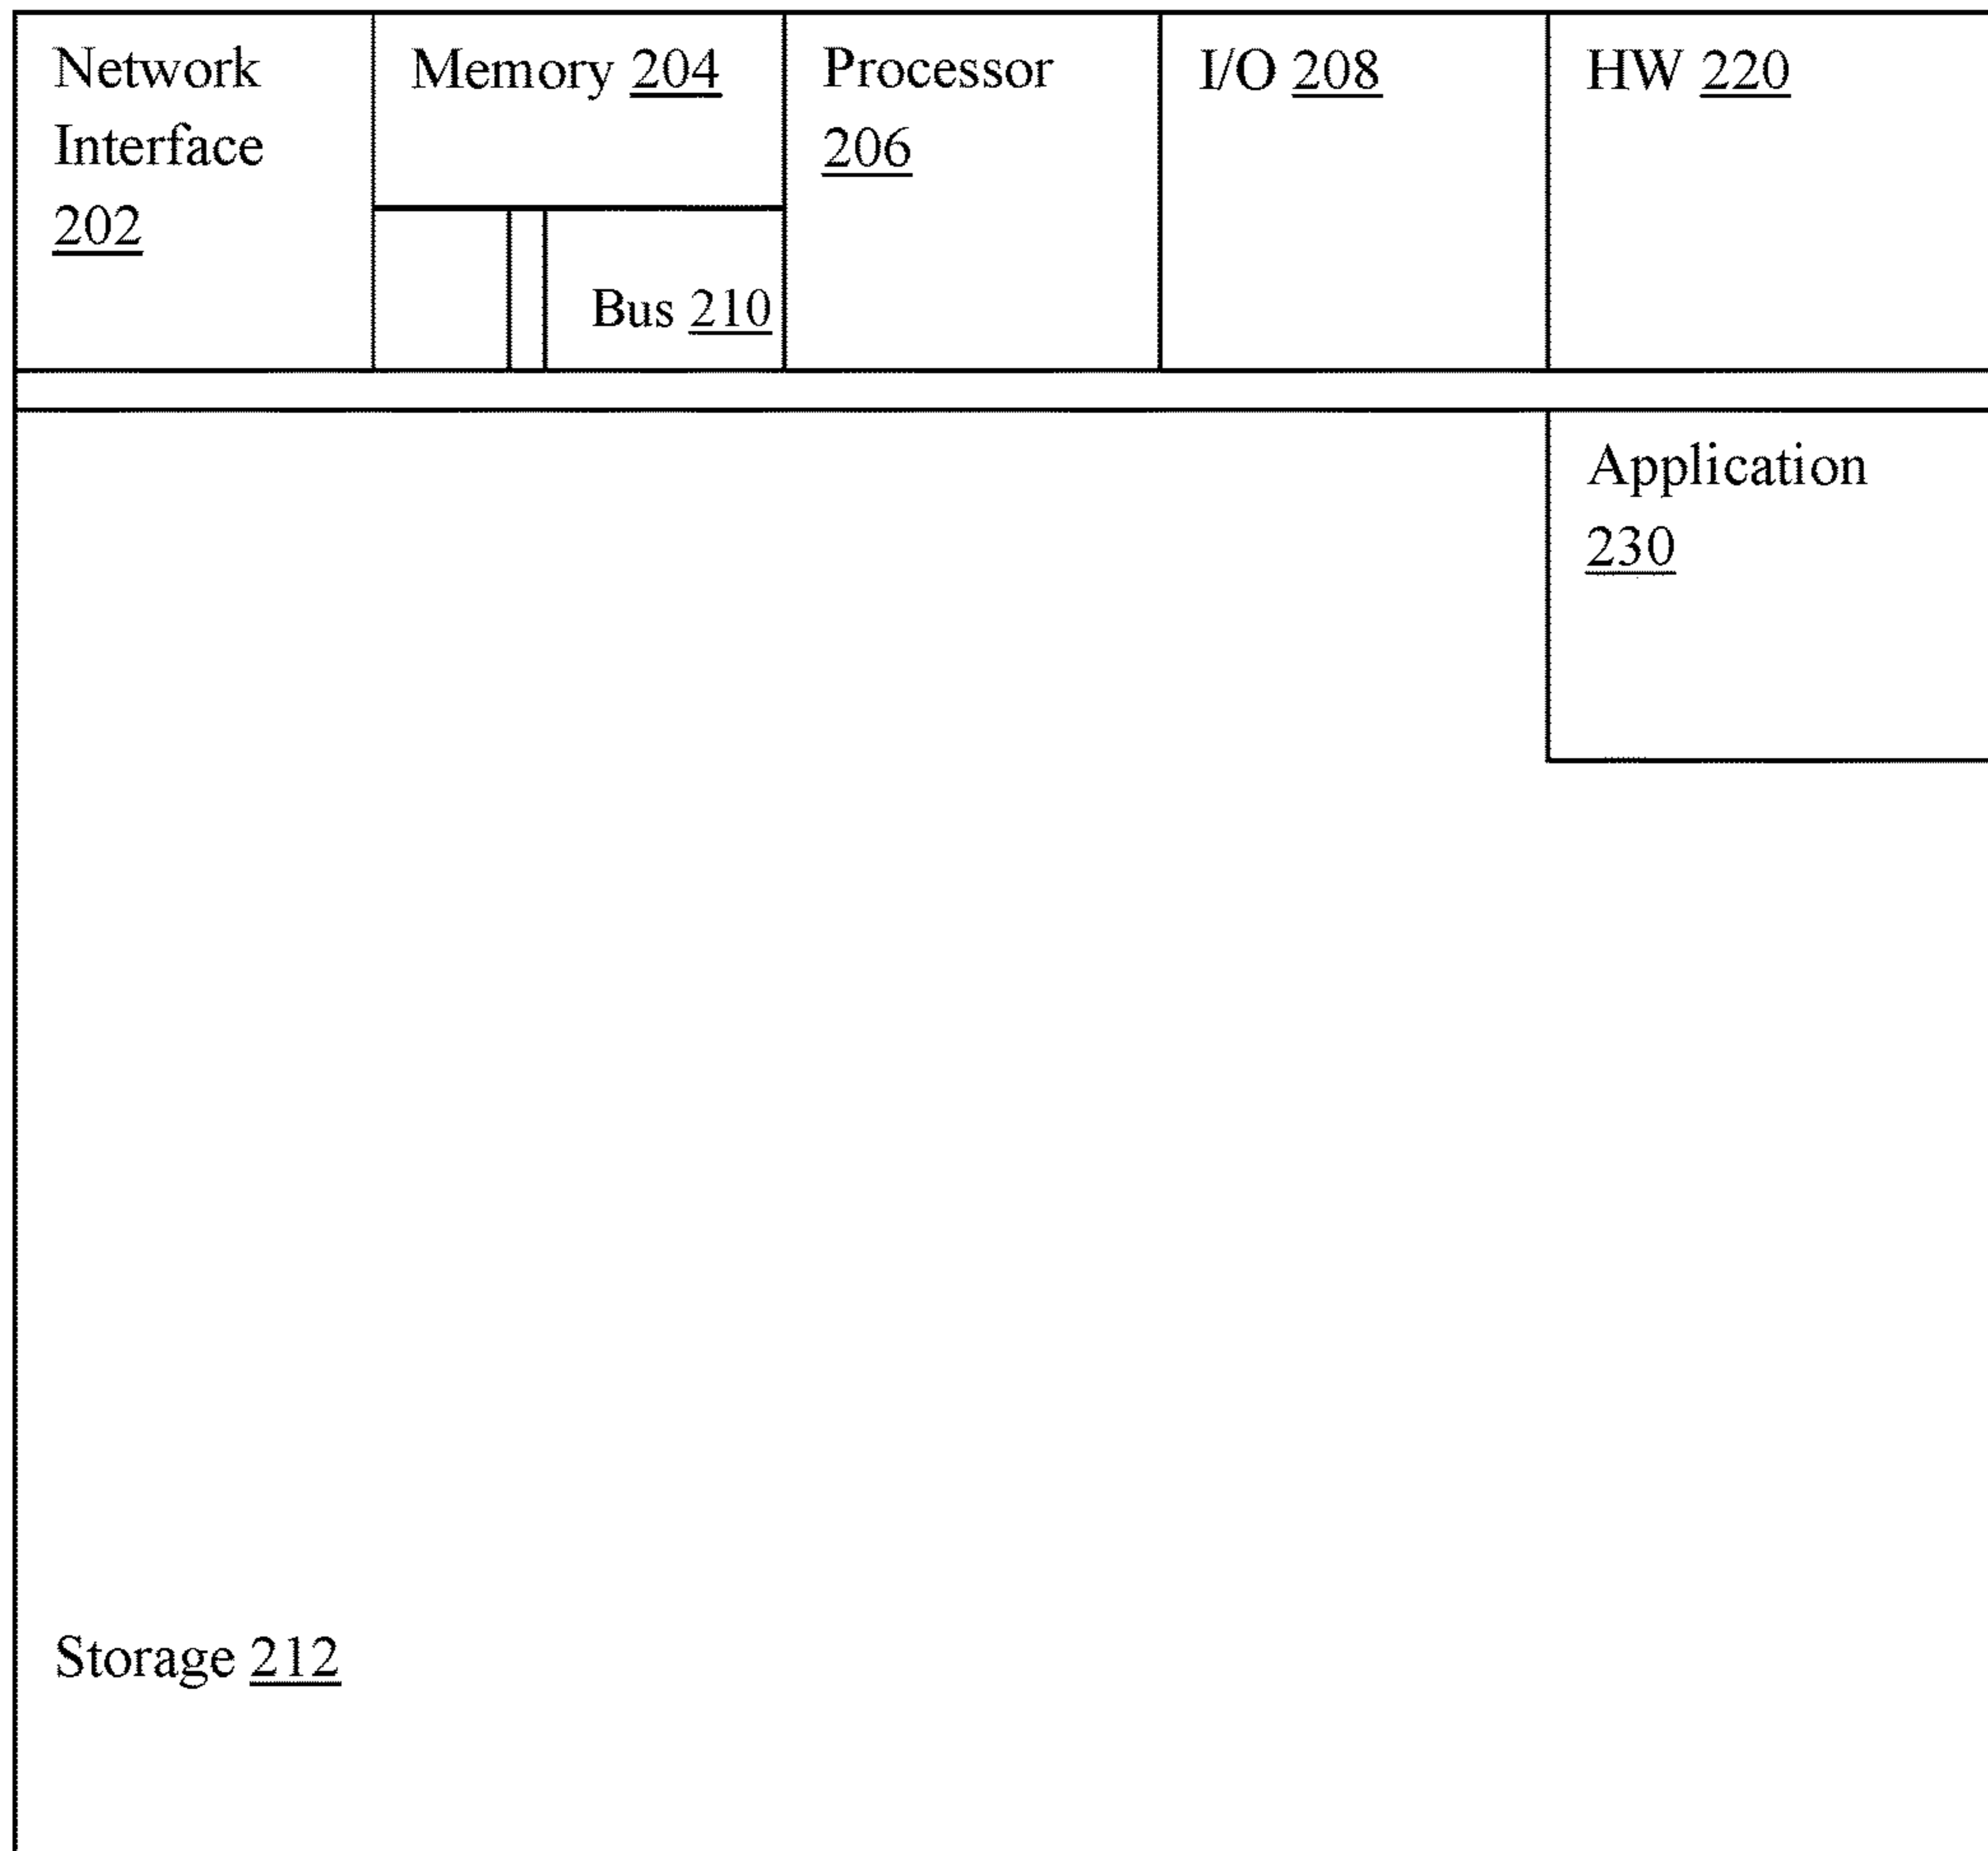 Network
Interface
202
Memory 204
Processor
206
I/O 208
HW 220
Bus 210
Application
230
Storage 212